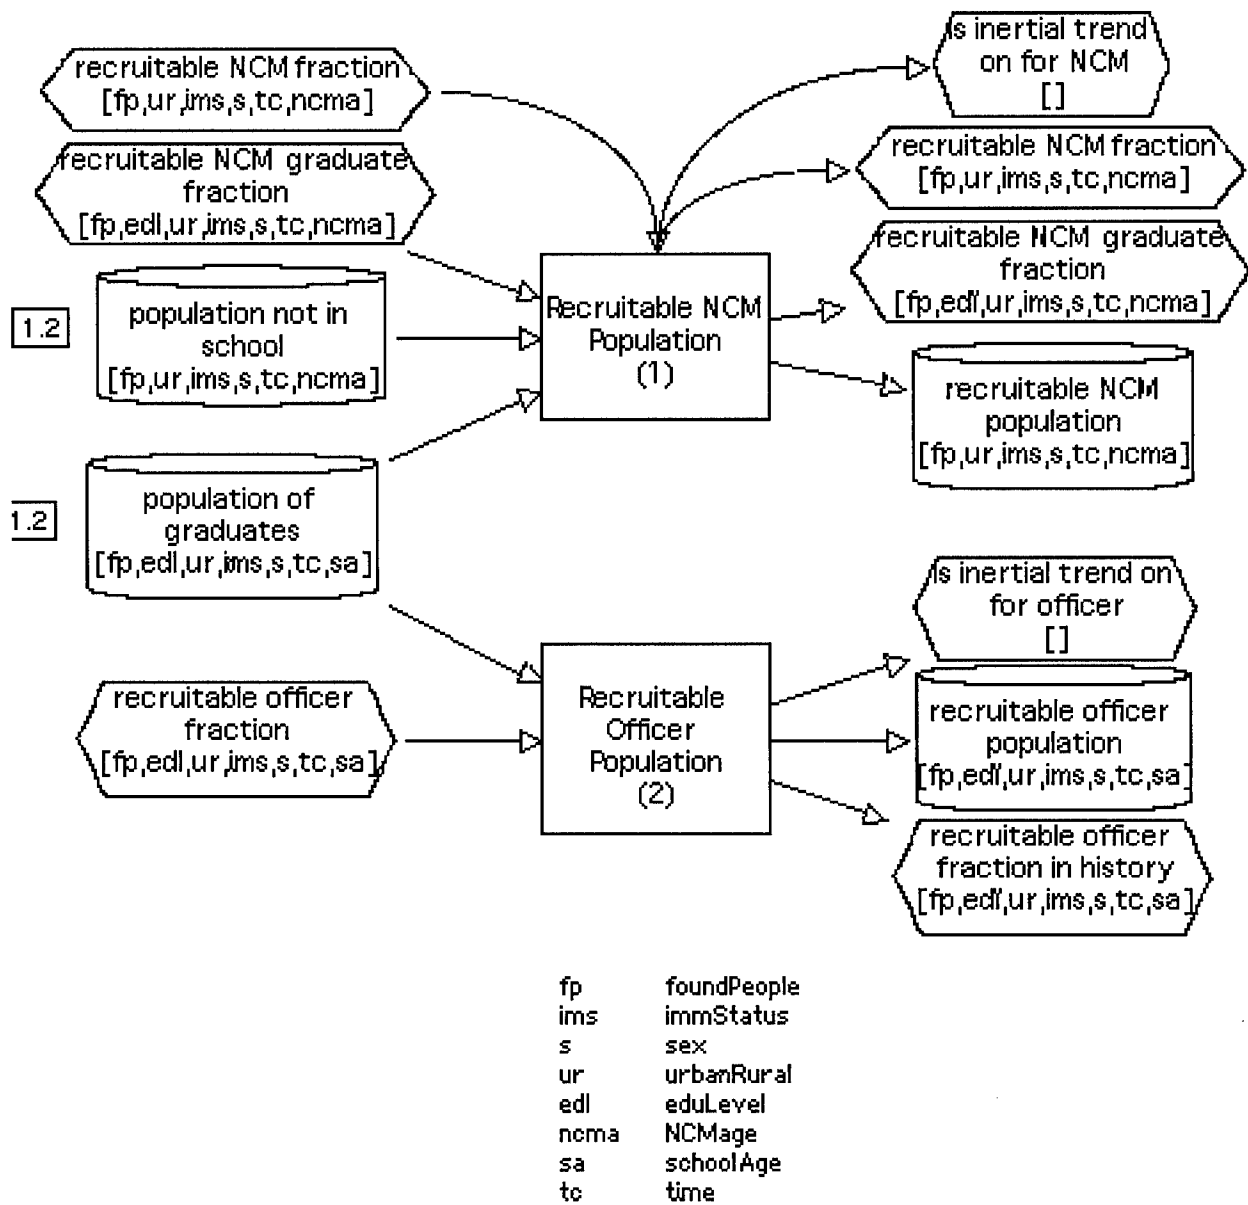 recruitable NCM fraction
[fp,ur,ims,s,tc,ncma]
recruitable NCM graduate
fraction
[fp,edl,ur,ims,s,tc,ncma]
1.2
population not in
school
[fp,ur,ims,s,tc,ncma]
1.2
population of
graduates
[fp,edl,ur,ims,s,tc,sa]
recruitable officer
fraction
[fp,edl,ur,ims,s,tc,sa]
Recruitable NCM
Population
(1)
Recruitable
Officer
Population
(2)
Is inertial trend
on for NCM
[]
recruitable NCM fraction
[fp,ur,ims,s,tc,ncma]
recruitable NCM graduate
fraction
[fp,edl,ur,ims,s,tc,ncma]
recruitable NCM
population
[fp,ur,ims,s,tc,ncma]
Is inertial trend on
for officer
[]
recruitable officer
population
[fp,edl,ur,ims,s,tc,sa]
recruitable officer
fraction in history
[fp,edl,ur,ims,s,tc,sa]
fp foundPeople
ims immStatus
s sex
ur urbanRural
edl eduLevel
ncma NCMage
sa schoolAge
tc time